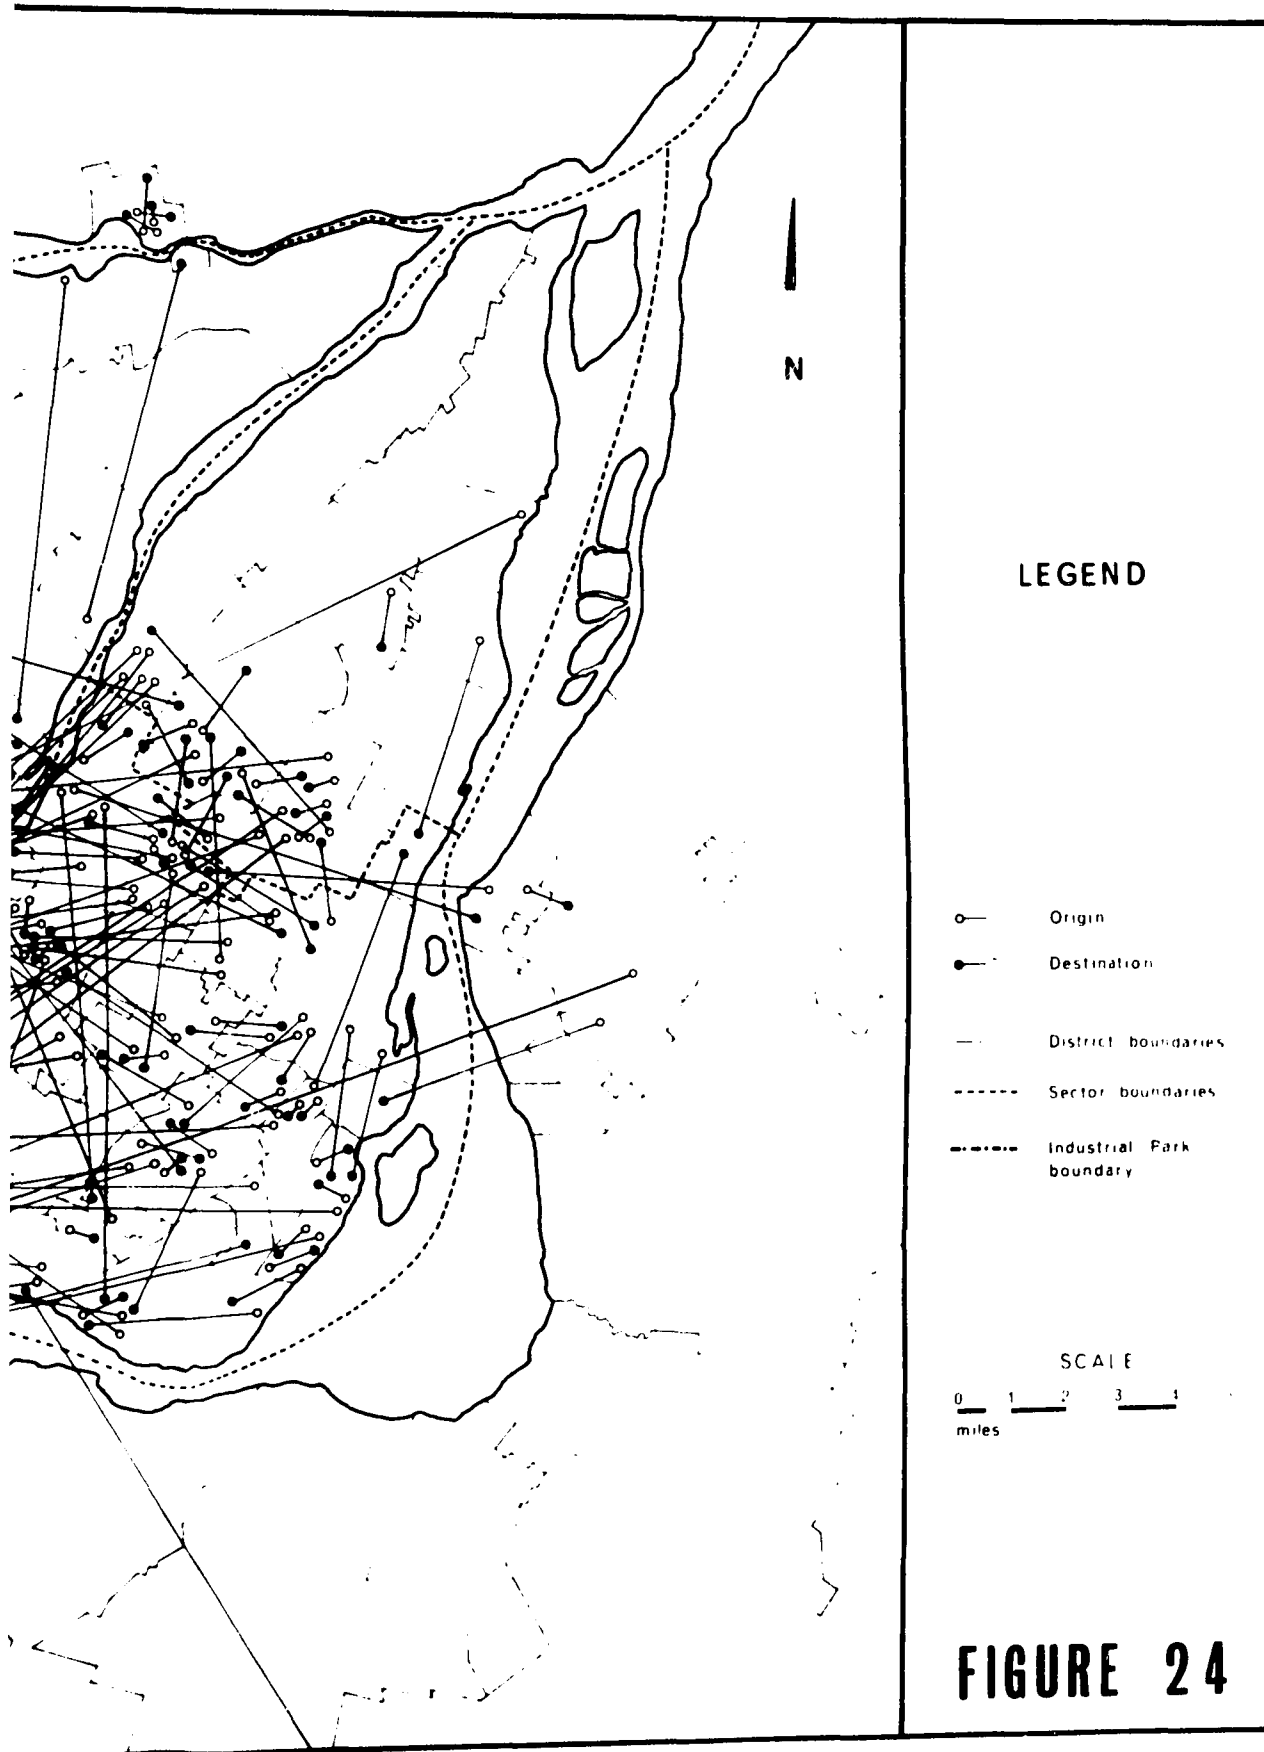 N
LEGEND
Origin
Destination
District boundaries
Sector boundaries
Industrial Park
boundary
SCALE
0 1 2 3 4
miles
FIGURE 24